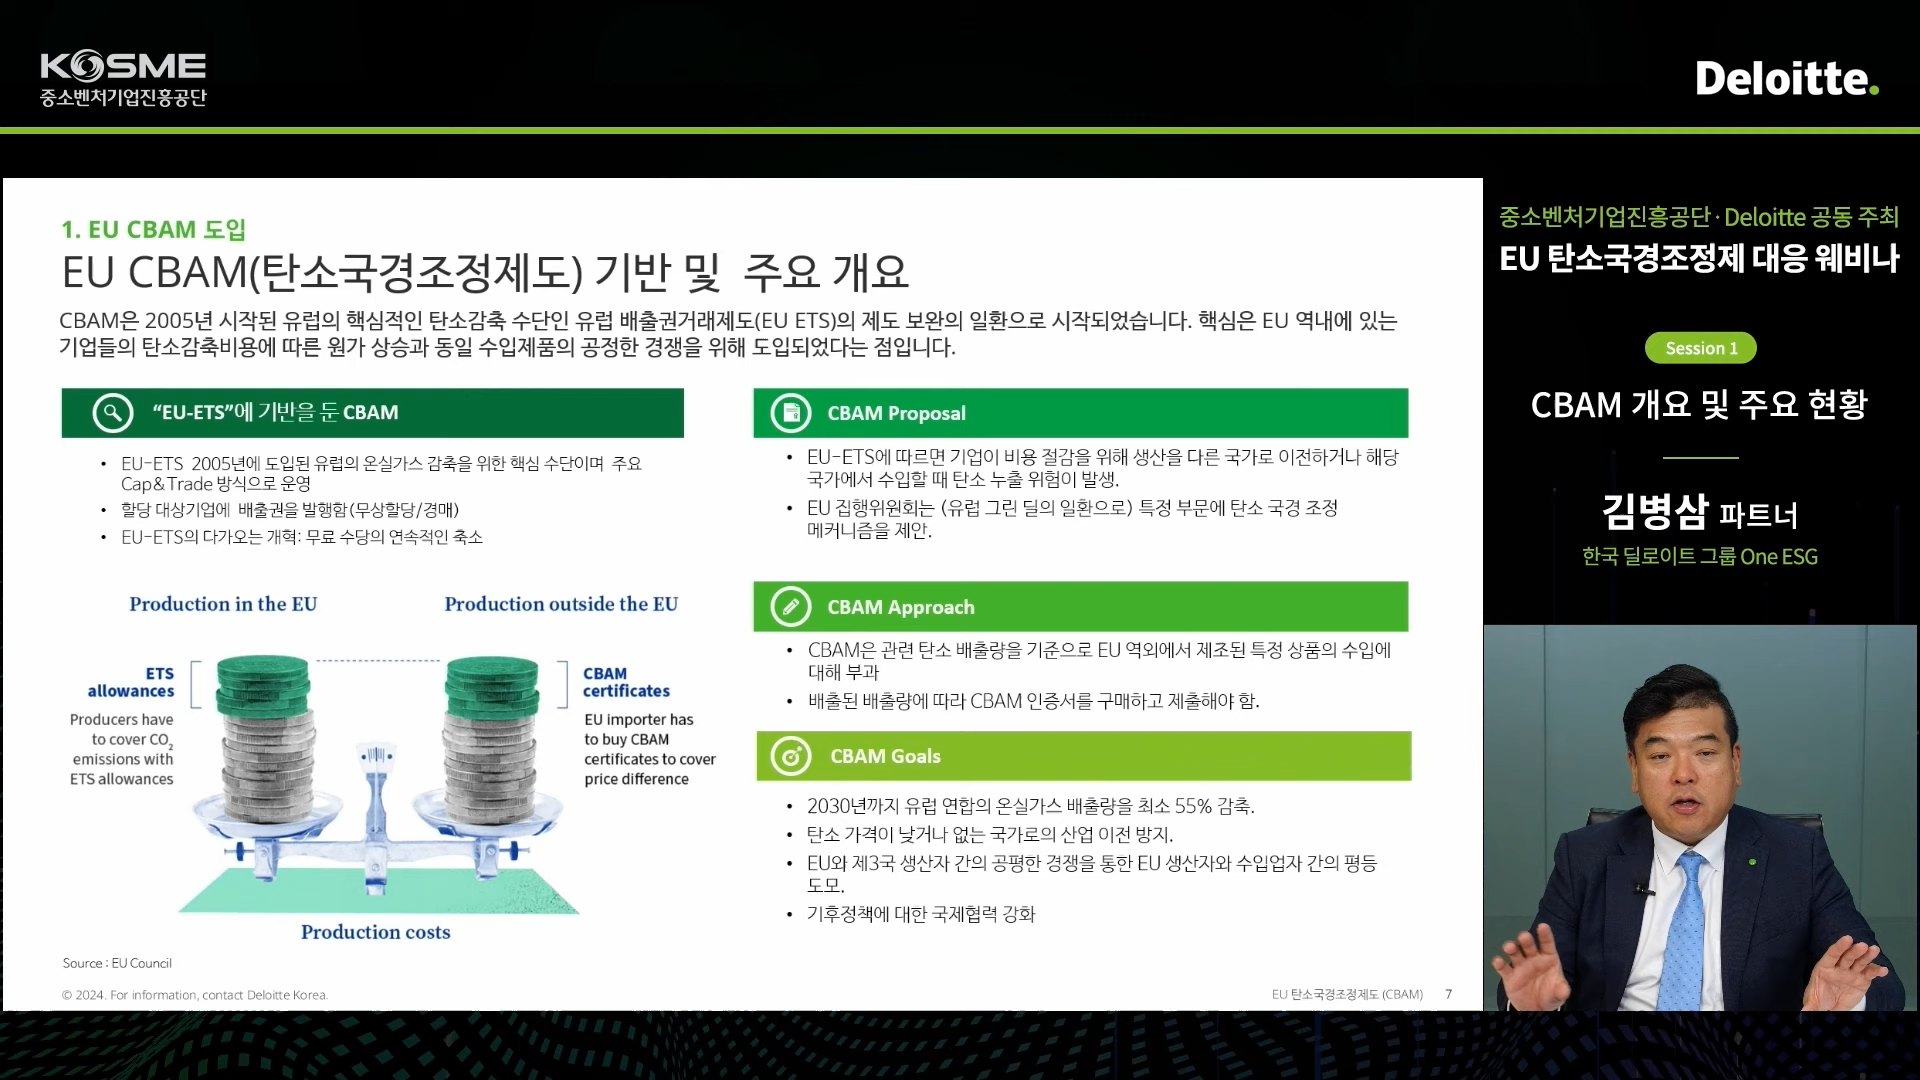 KOSME
중소벤처기업진흥공단
Deloitte.
1. EU CBAM 도입
EU CBAM(탄소국경조정제도) 기반 및 주요 개요
CBAM은 2005년 시작된 유럽의 핵심적인 탄소감축 수단인 유럽 배출권거래제도(EU ETS)의 제도 보완의 일환으로 시작되었습니다. 핵심은 EU 역내에 있는
기업들의 탄소감축비용에 따른 원가 상승과 동일 수입제품의 공정한 경쟁을 위해 도입되었다는 점입니다.
“EU-ETS”에 기반을 둔 CBAM
• EU-ETS 2005년에 도입된 유럽의 온실가스 감축을 위한 핵심 수단이며 주요
Cap&Trade 방식으로 운영
• 할당 대상기업에 배출권을 발행함(무상할당/경매)
• EU-ETS의 다가오는 개혁: 무료 수당의 연속적인 축소
Production in the EU
Production outside the EU
ETS
allowances
Producers have
to cover CO₂
emissions with
ETS allowances
CBAM
certificates
EU importer has
to buy CBAM
certificates to cover
price difference
Production costs
Source : EU Council
CBAM Proposal
• EU-ETS에 따르면 기업이 비용 절감을 위해 생산을 다른 국가로 이전하거나 해당
국가에서 수입할 때 탄소 누출 위험이 발생.
• EU 집행위원회는 (유럽 그린 딜의 일환으로) 특정 부문에 탄소 국경 조정
메커니즘을 제안.
CBAM Approach
• CBAM은 관련 탄소 배출량을 기준으로 EU 역외에서 제조된 특정 상품의 수입에
대해 부과
• 배출된 배출량에 따라 CBAM 인증서를 구매하고 제출해야 함.
CBAM Goals
• 2030년까지 유럽 연합의 온실가스 배출량을 최소 55% 감축.
• 탄소 가격이 낮거나 없는 국가로의 산업 이전 방지.
• EU와 제3국 생산자 간의 공평한 경쟁을 통한 EU 생산자와 수입업자 간의 평등
도모.
• 기후정책에 대한 국제협력 강화
© 2024. For information, contact Deloitte Korea.
EU 탄소국경조정제도 (CBAM) 7
중소벤처기업진흥공단 · Deloitte 공동 주최
EU 탄소국경조정제 대응 웨비나
Session 1
CBAM 개요 및 주요 현황
김병삼 파트너
한국 딜로이트 그룹 One ESG